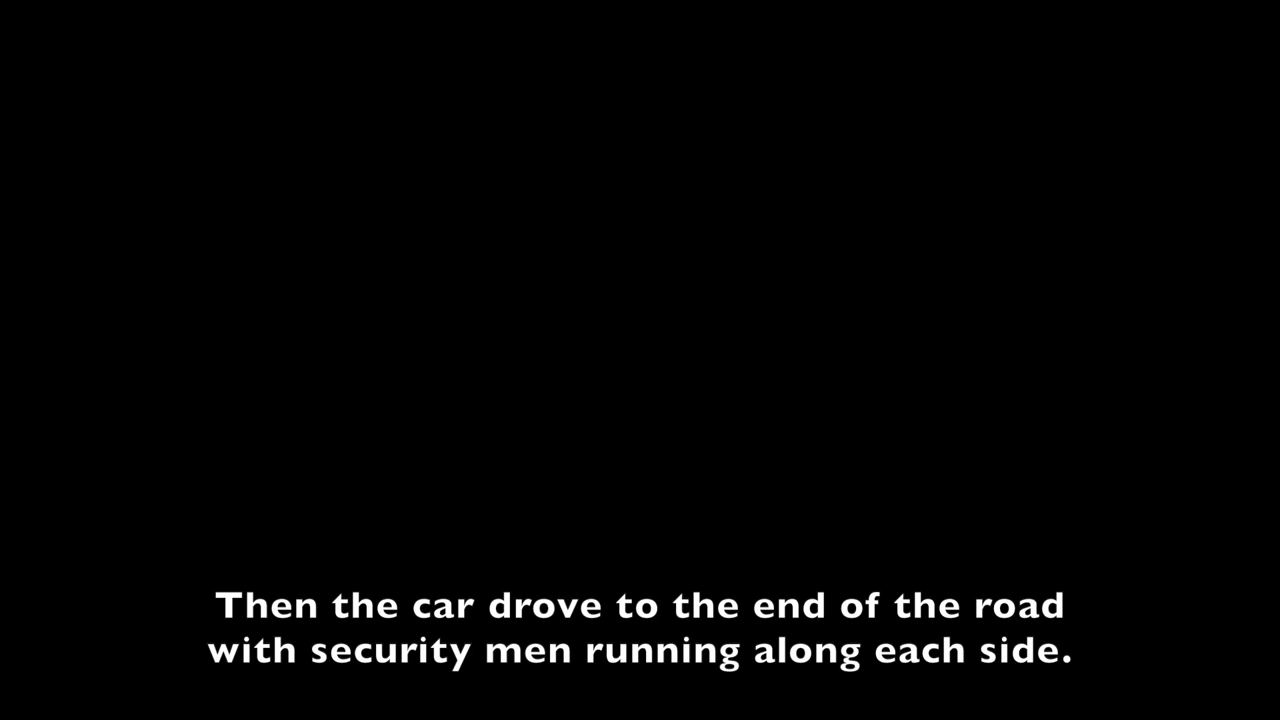 Then the car drove to the end of the road
with security men running along each side.